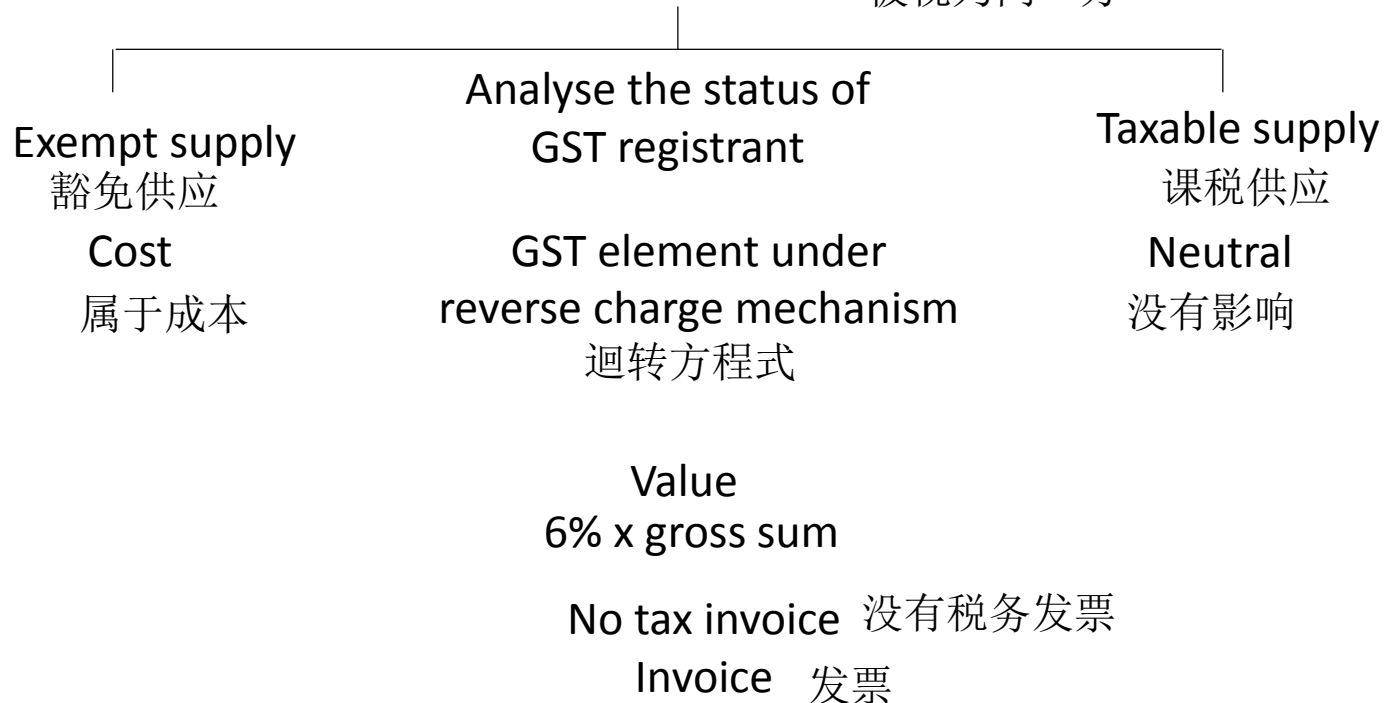 Exempt supply
豁免供应
Cost
属于成本
Analyse the status of
GST registrant
GST element under
reverse charge mechanism
迴转方程式
Taxable supply
课税供应
Neutral
没有影响
Value
6% x gross sum
No tax invoice 没有税务发票
Invoice 发票